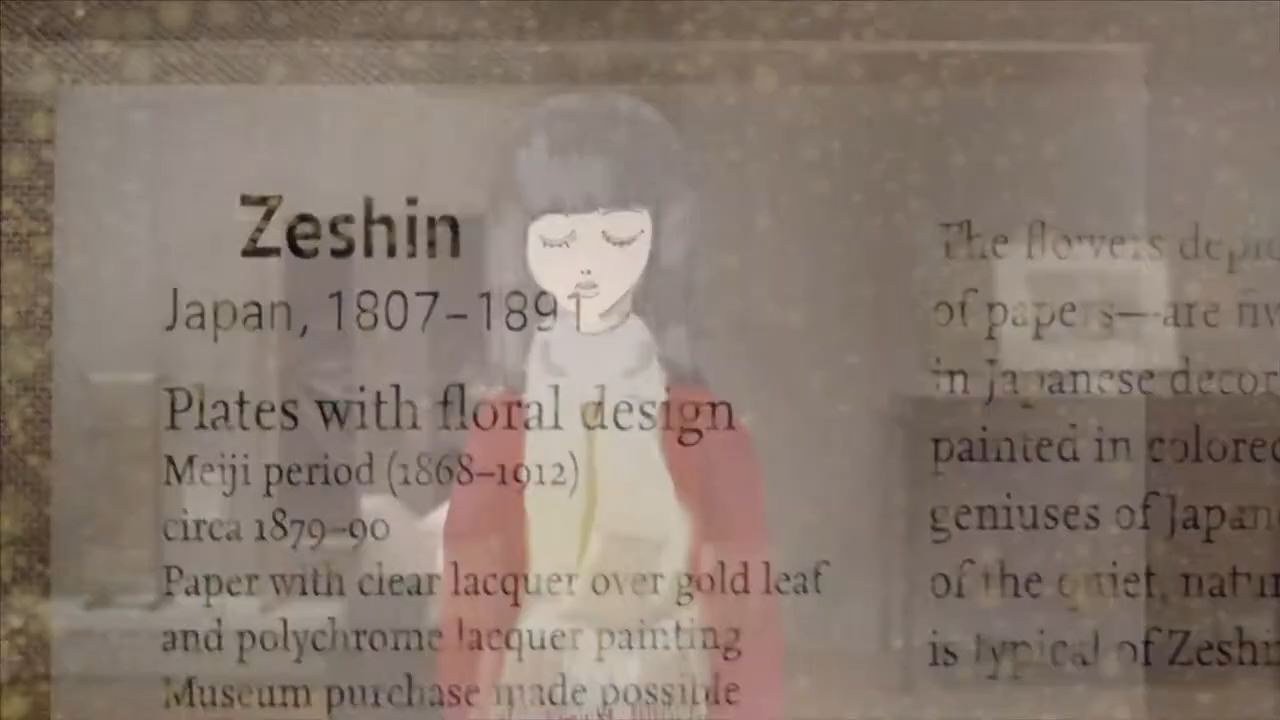 Zeshin
Japan, 1807–1891
Plates with floral design
Meiji period (1868–1912)
circa 1879–90
Paper with clear lacquer over gold leaf
and polychrome lacquer painting
Museum purchase made possible
The flowers
of papers—are
in Japanese
painted in colored
geniuses of Japan
of the quiet,
is typical of